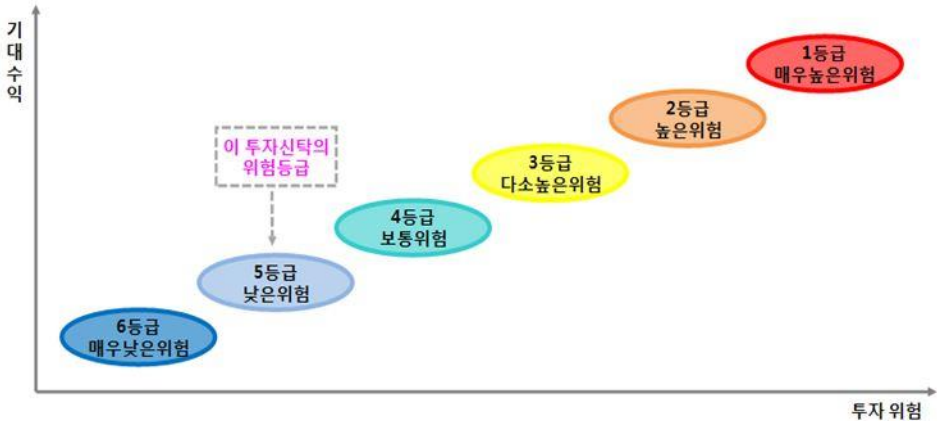 기
대
수
익
1등급
매우높은위험
2등급
높은위험
이 투자신탁의
위험등급
3등급
다소높은위험
4등급
보통위험
5등급
낮은위험
6등급
매우낮은위험
투자 위험